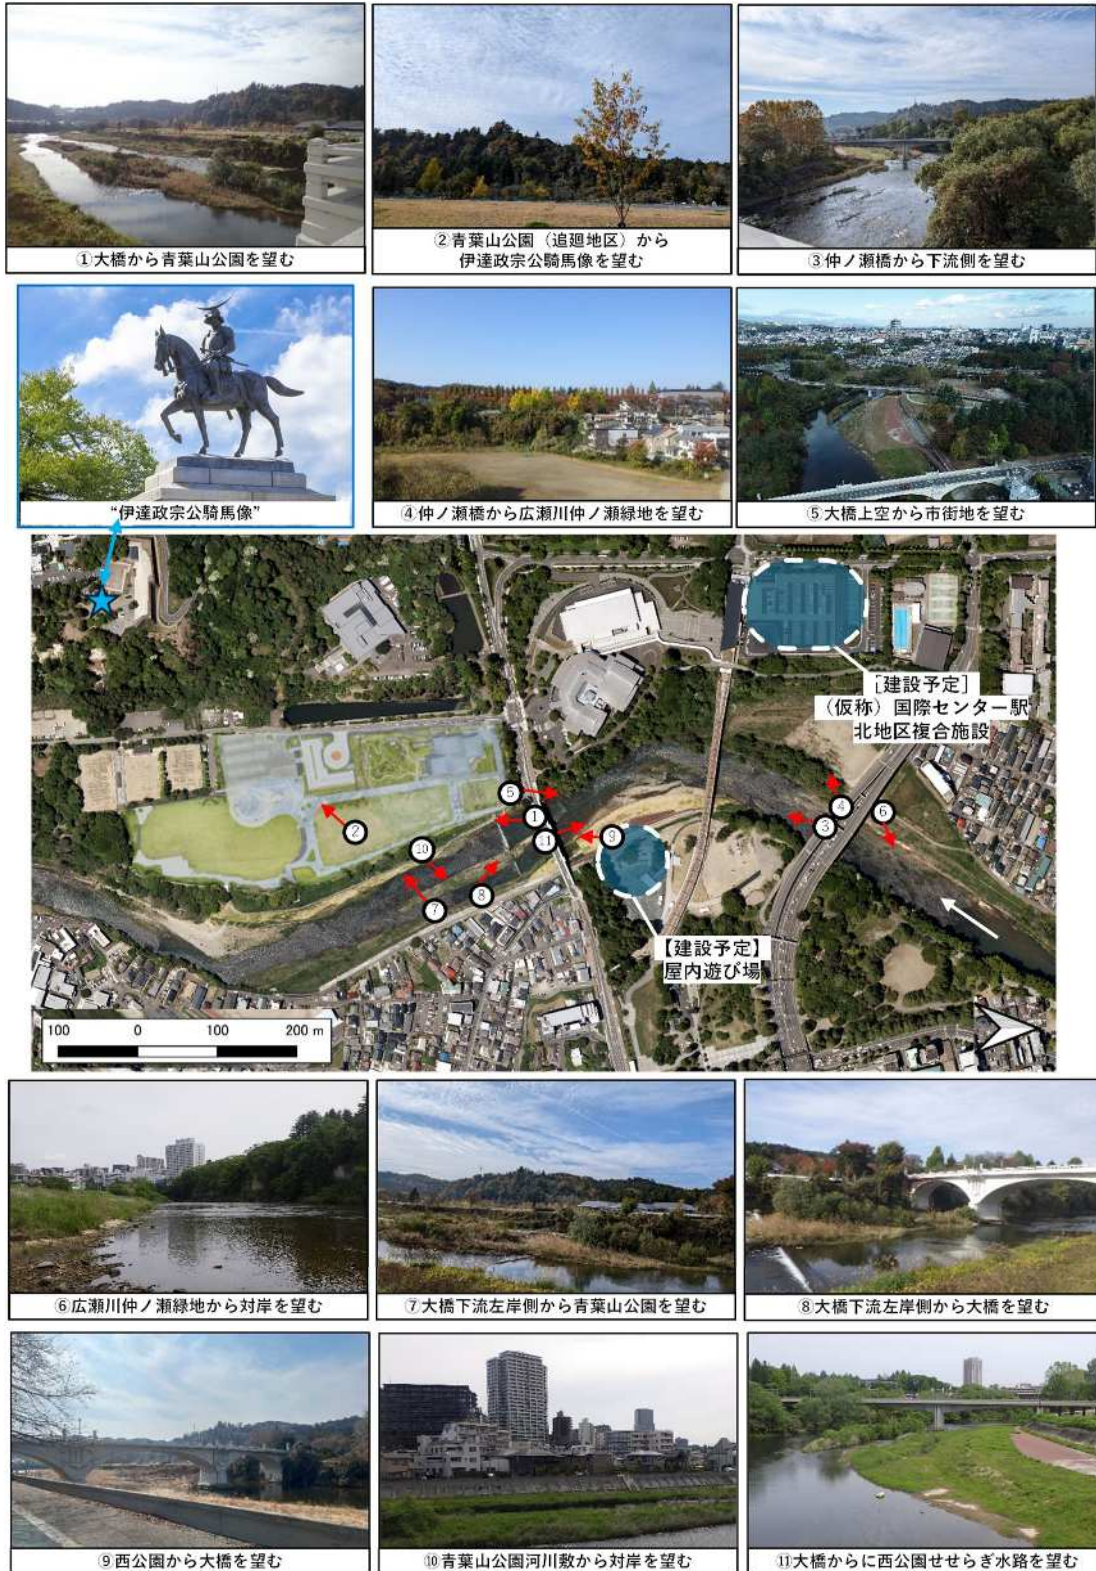 ①大橋から青葉山公園を望む
②青葉山公園（追廻地区）から
伊達政宗公騎馬像を望む
③仲ノ瀬橋から下流側を望む
“伊達政宗公騎馬像”
④仲ノ瀬橋から広瀬川仲ノ瀬緑地を望む
⑤大橋上空から市街地を望む
［建設予定］
（仮称）国際センター駅
北地区複合施設
⑤
①
④
⑥
③
②
⑪
⑨
⑩
⑧
⑦
【建設予定】
屋内遊び場
100 0 100 200 m
⑥広瀬川仲ノ瀬緑地から対岸を望む
⑦大橋下流左岸側から青葉山公園を望む
⑧大橋下流左岸側から大橋を望む
⑨西公園から大橋を望む
⑩青葉山公園河川敷から対岸を望む
⑪大橋からに西公園せせらぎ水路を望む